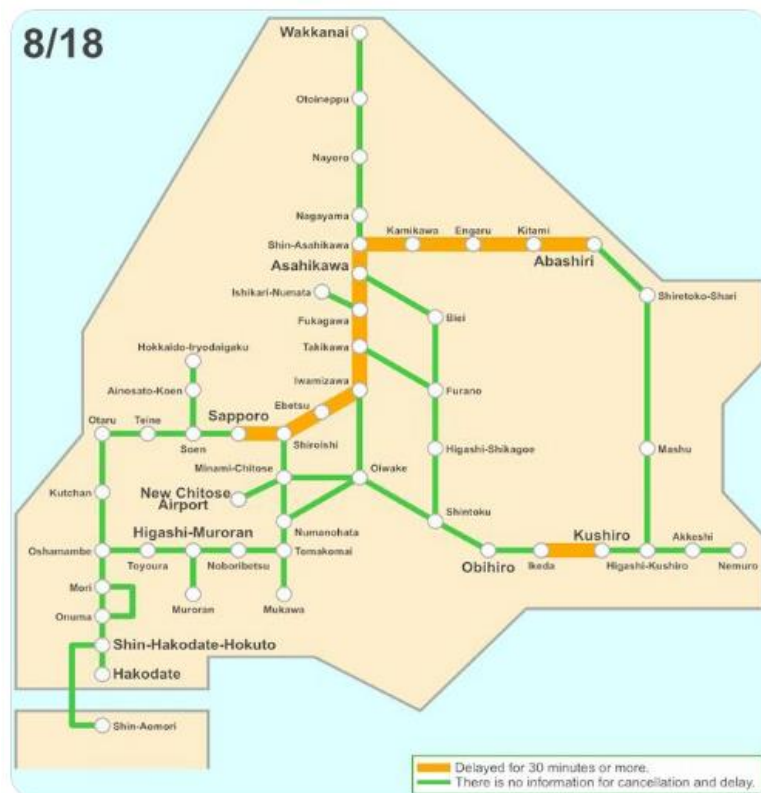 8/18
Wakkanai
Otoineppu
Nayoro
Nagayama
Shin-Asahikawa
Kamikawa
Engaru
Kitami
Abashiri
Asahikawa
Ishikari-Numata
Shiretoko-Shari
Fukagawa
Biei
Takikawa
Hokkaido-Iryodaigaku
Iwamizawa
Furano
Ainosato-Koen
Ebetsu
Sapporo
Otaru
Teine
Soen
Shiroishi
Higashi-Shikagoe
Mashu
Minami-Chitose
Oiwake
Kutchan
New Chitose
Airport
Numanohata
Shintoku
Higashi-Muroran
Kushiro
Akkeshi
Oshamambe
Toyoura
Noboribetsu
Tomakomai
Obihiro
Ikeda
Higashi-Kushiro
Nemuro
Mori
Muroran
Mukawa
Onuma
Shin-Hakodate-Hokuto
Hakodate
Shin-Aomori
Delayed for 30 minutes or more.
There is no information for cancellation and delay.